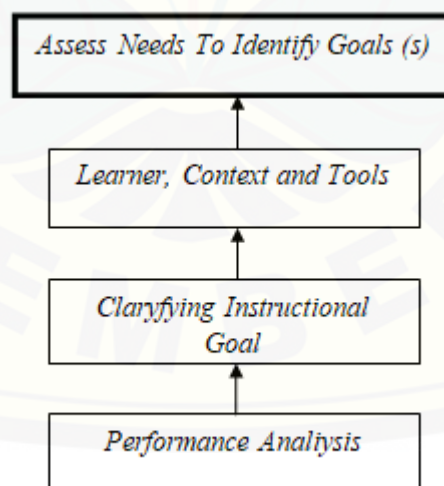 Assess Needs To Identify Goals (s)
Learner, Context and Tools
Claryfying Instructional
Goal
Performance Analiysis